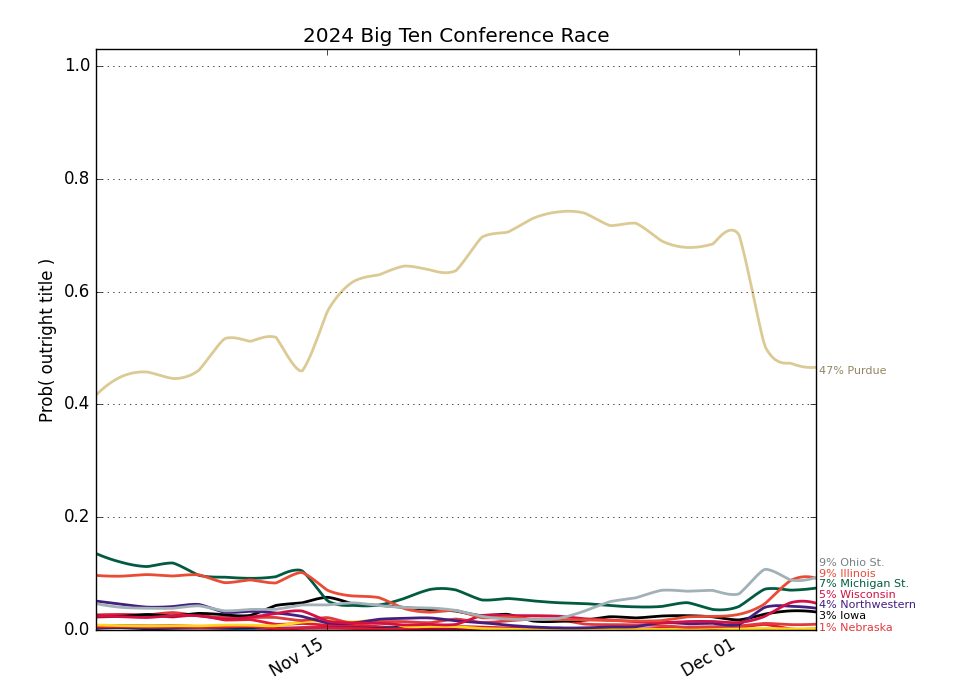 2024 Big Ten Conference Race
Prob( outright title )
1.0
0.8
0.6
0.4
0.2
0.0
Nov 15
Dec 01
47% Purdue
9% Ohio St.
9% Illinois
7% Michigan St.
5% Wisconsin
4% Northwestern
3% Iowa
1% Nebraska